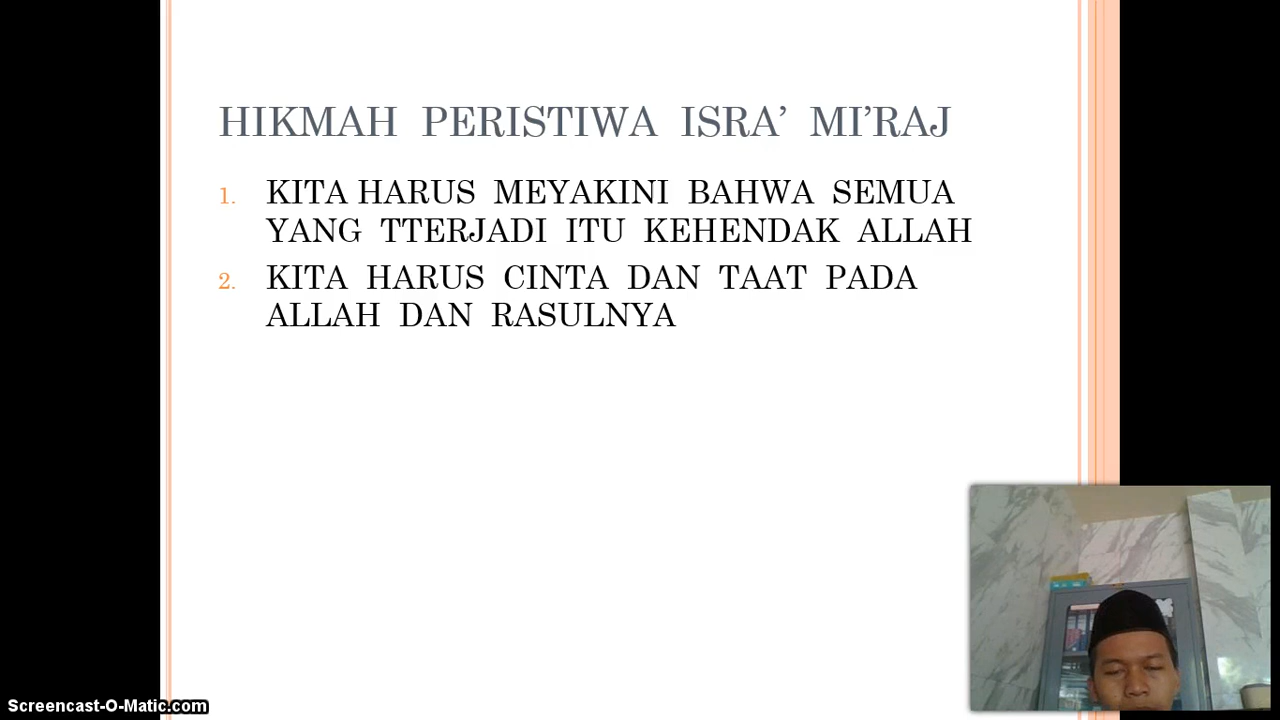 HIKMAH PERISTIWA ISRA’ MI’RAJ
1. KITA HARUS MEYAKINI BAHWA SEMUA
YANG TTERJADI ITU KEHENDAK ALLAH
2. KITA HARUS CINTA DAN TAAT PADA
ALLAH DAN RASULNYA
Screencast-O-Matic.com